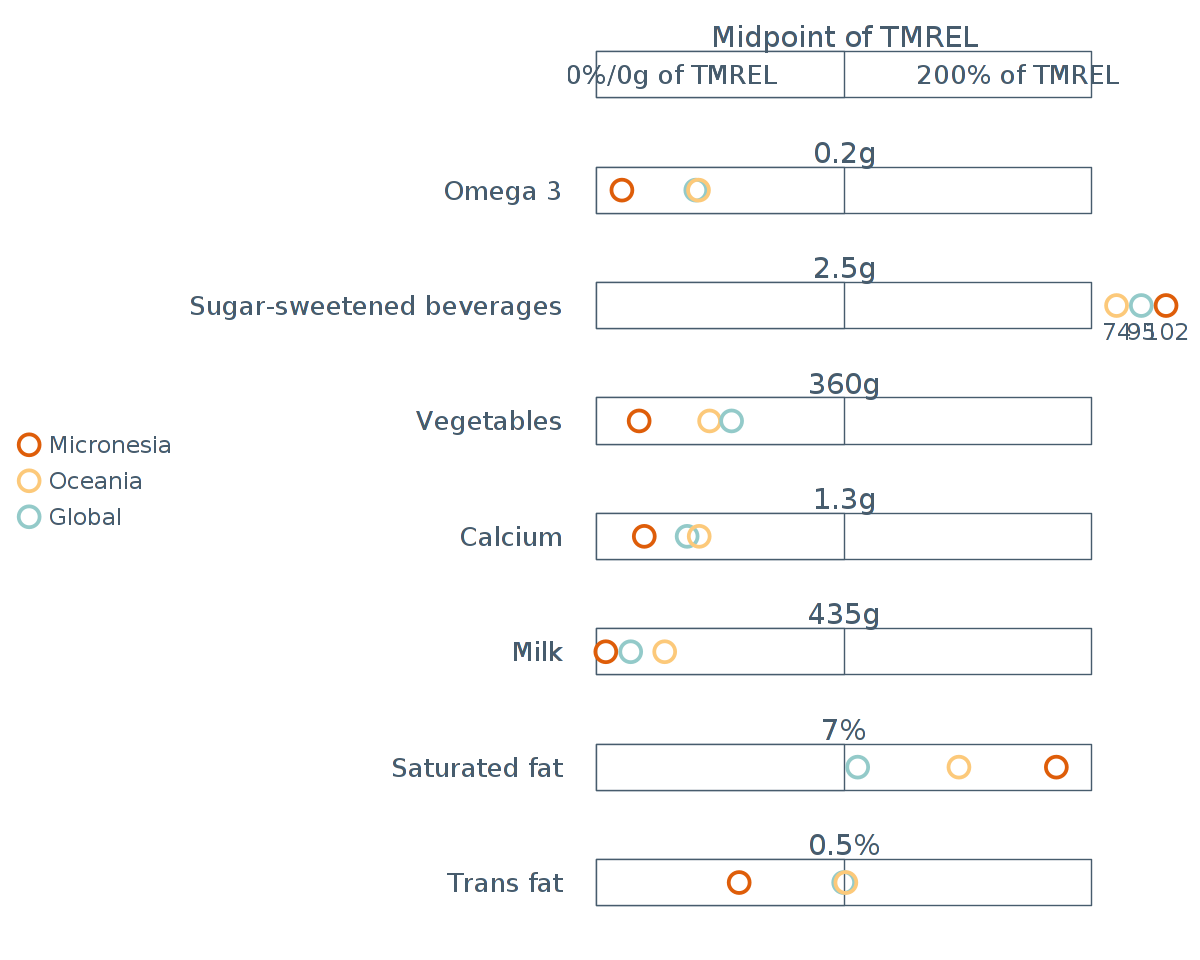 Midpoint of TMREL
0%/0g of TMREL
200% of TMREL
0.2g
Omega 3
2.5g
Sugar-sweetened beverages
74
95
102
360g
Vegetables
Micronesia
Oceania
Global
1.3g
Calcium
435g
Milk
7%
Saturated fat
0.5%
Trans fat